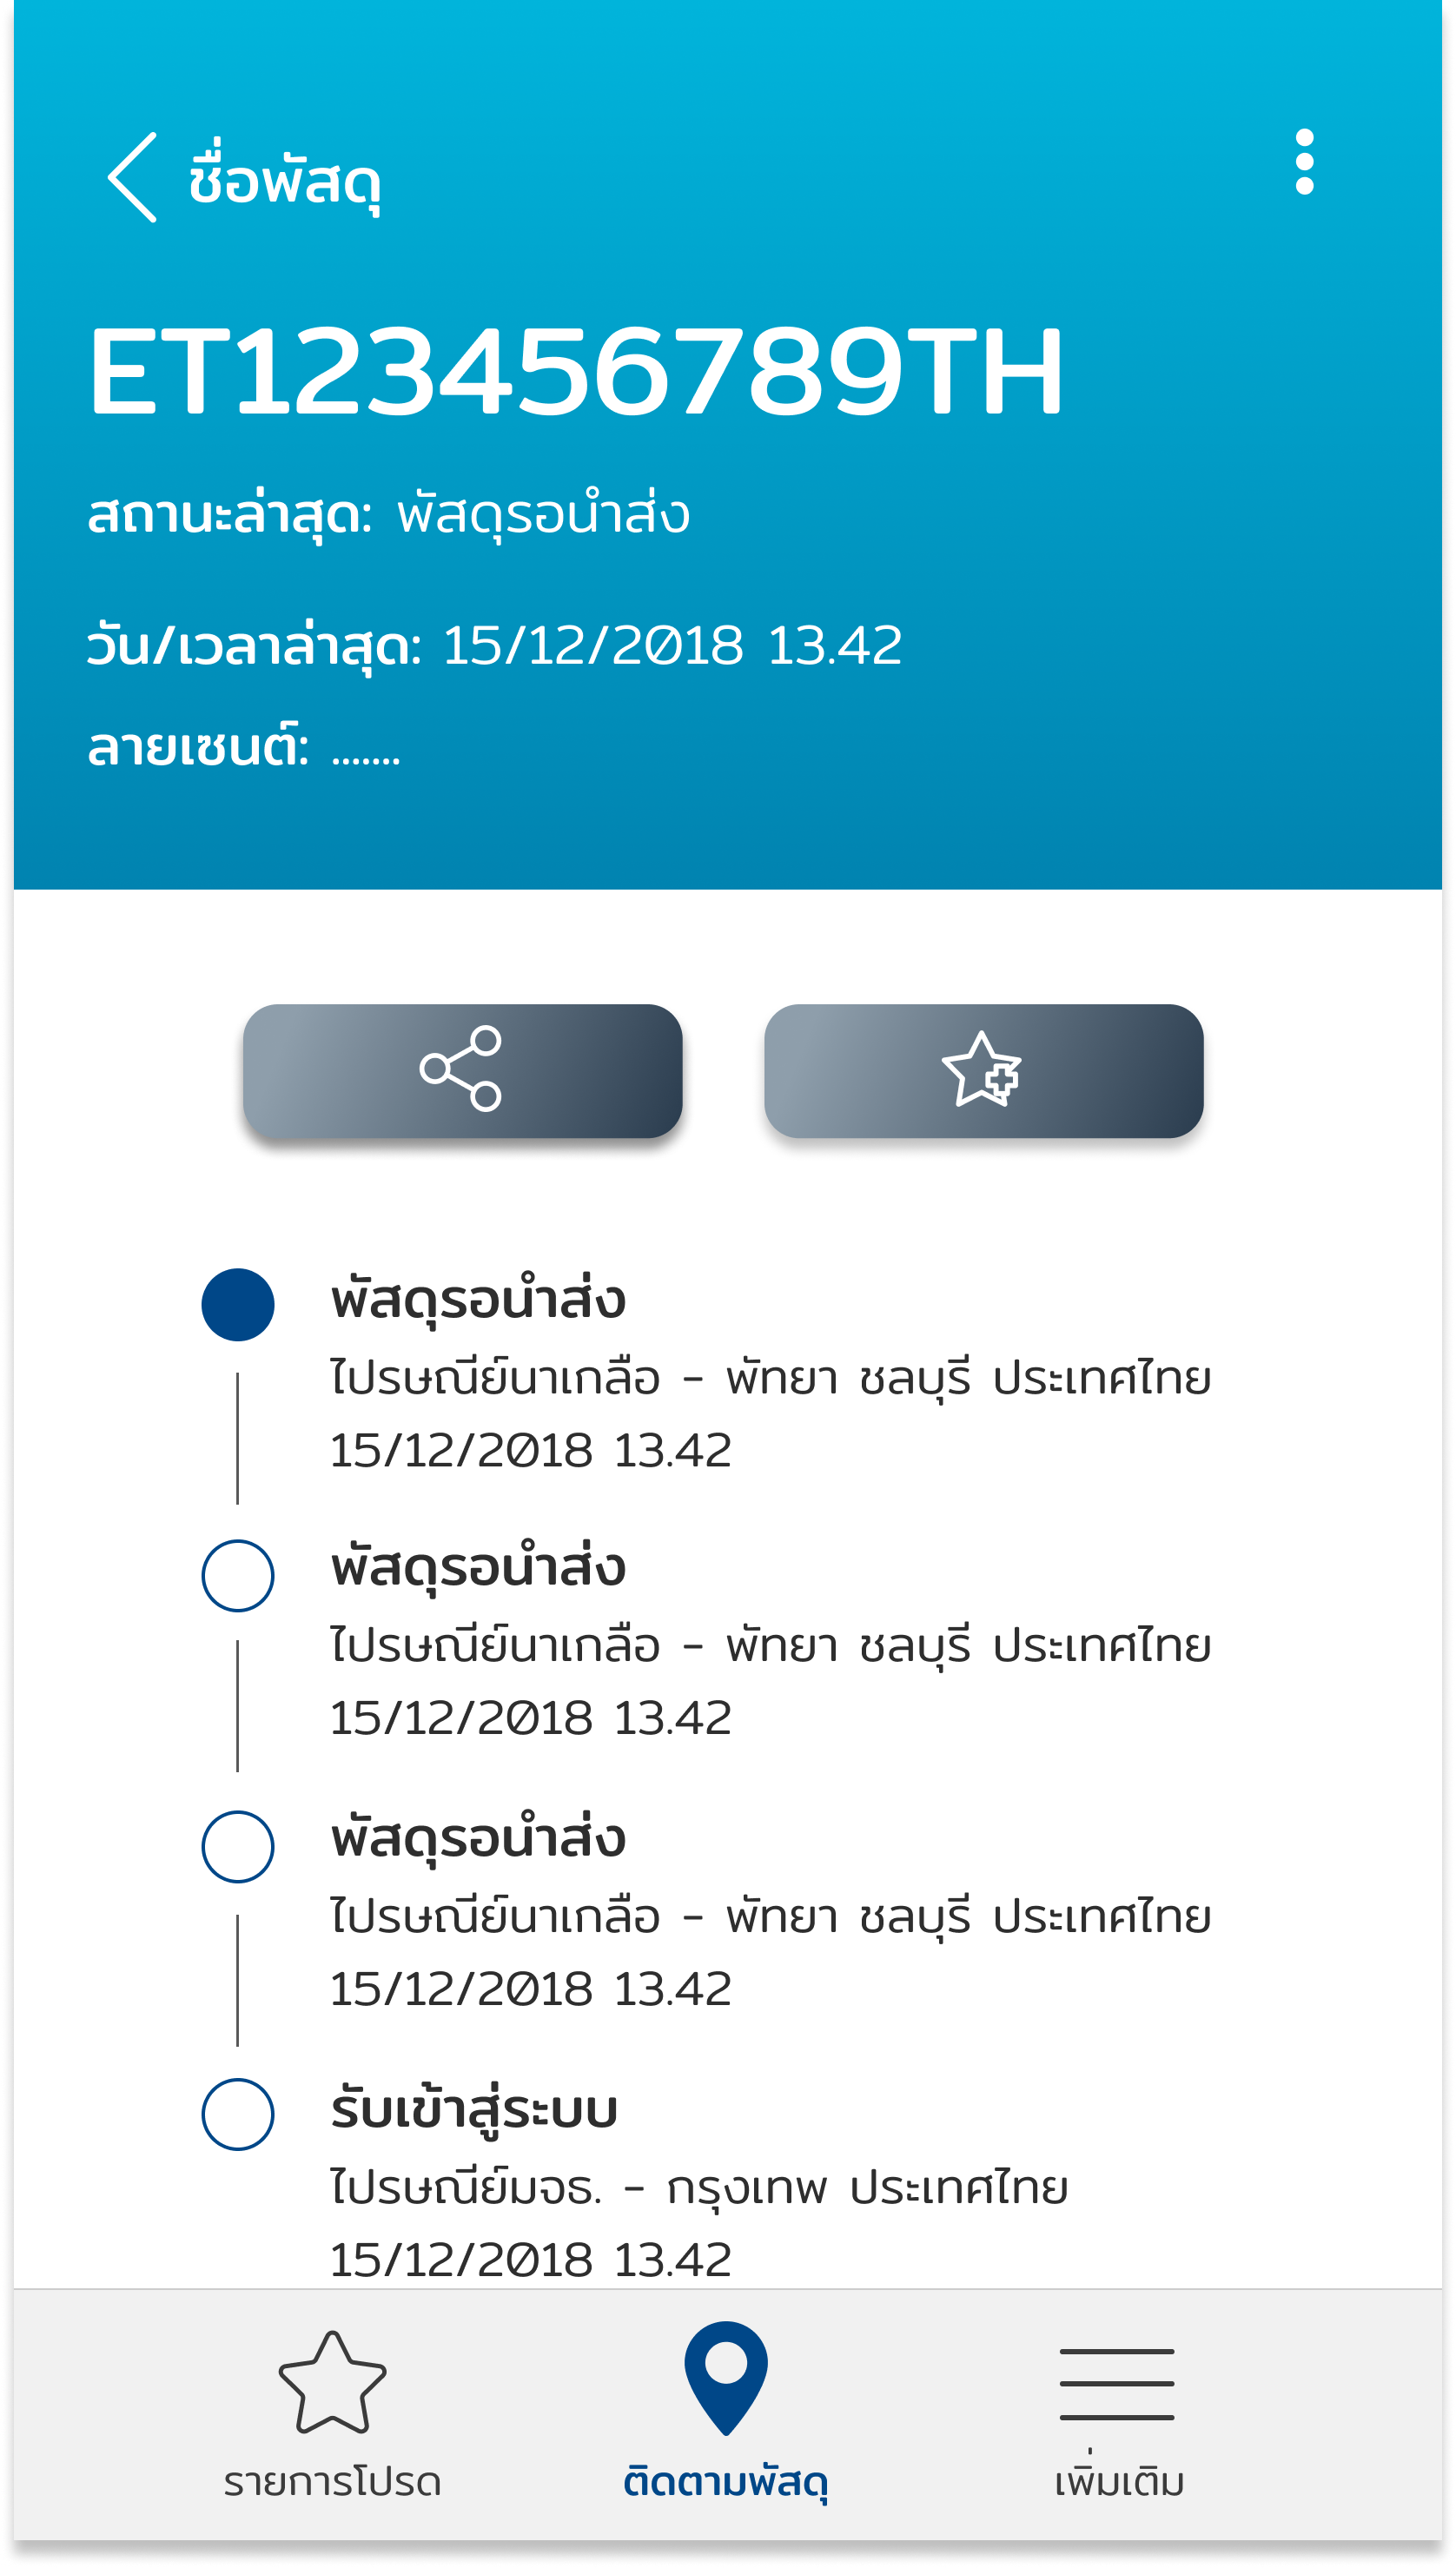 ชื่อพัสดุ
ET123456789TH
สถานะล่าสุด: พัสดุรอนำส่ง
วัน/เวลาล่าสุด: 15/12/2018 13.42
ลายเซนต์: .......
พัสดุรอนำส่ง
ไปรษณีย์นาเกลือ - พัทยา ชลบุรี ประเทศไทย
15/12/2018 13.42
พัสดุรอนำส่ง
ไปรษณีย์นาเกลือ - พัทยา ชลบุรี ประเทศไทย
15/12/2018 13.42
พัสดุรอนำส่ง
ไปรษณีย์นาเกลือ - พัทยา ชลบุรี ประเทศไทย
15/12/2018 13.42
รับเข้าสู่ระบบ
ไปรษณีย์มจธ. - กรุงเทพ ประเทศไทย
15/12/2018 13.42
รายการโปรด
ติดตามพัสดุ
เพิ่มเติม